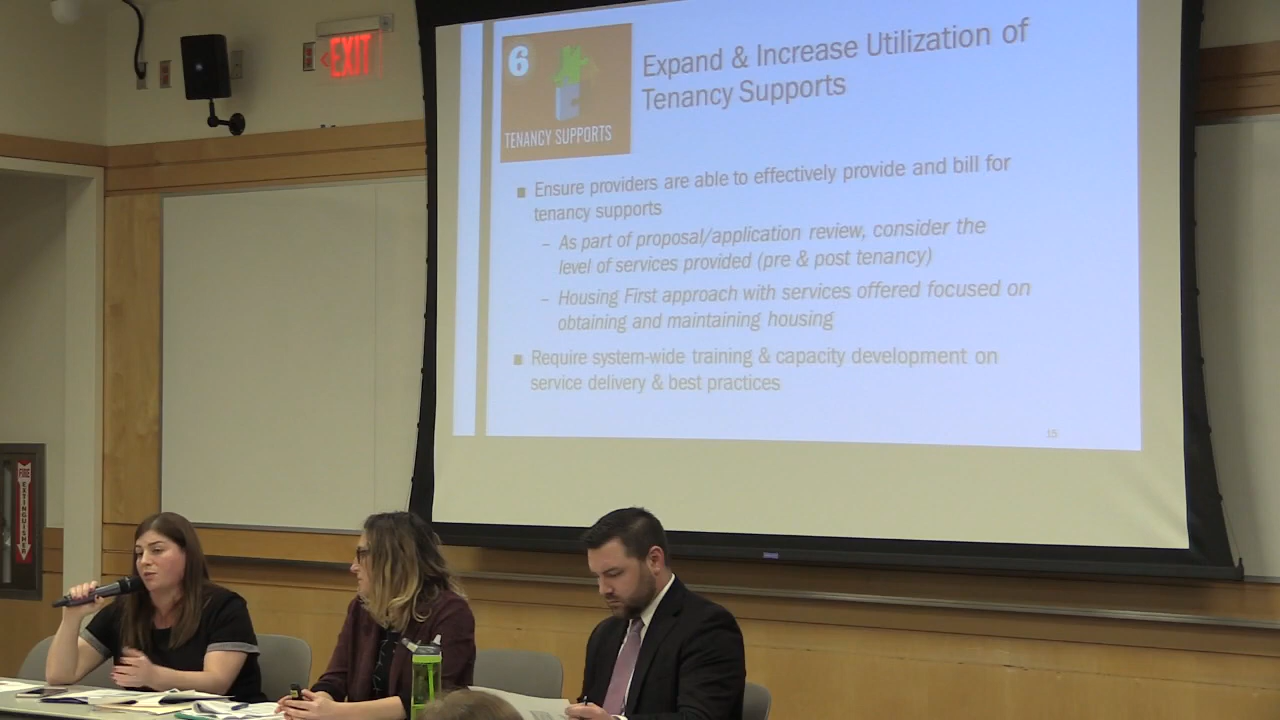 EXIT
6
TENANCY SUPPORTS
Expand & Increase Utilization of
Tenancy Supports
■ Ensure providers are able to effectively provide and bill for
tenancy supports
– As part of proposal/application review, consider the
level of services provided (pre & post tenancy)
– Housing First approach with services offered focused on
obtaining and maintaining housing
■ Require system-wide training & capacity development on
service delivery & best practices
15
FIRE
EXTINGUISHER